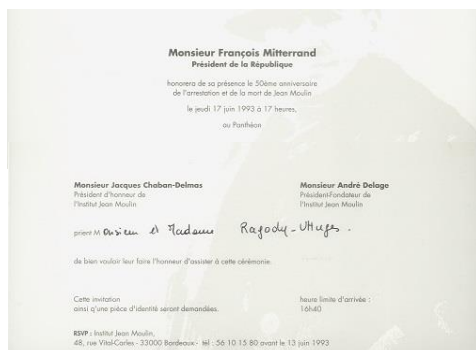 Monsieur François Mitterrand
Président de la République
honorera de sa présence le 50ème anniversaire
de l'arrestation et de la mort de Jean Moulin
le jeudi 17 juin 1993 à 17 heures,
au Panthéon
Monsieur Jacques Chaban-Delmas
Président d'honneur de
l'Institut Jean Moulin
Monsieur André Delage
Président-Fondateur de
l'Institut Jean Moulin
prient M onsieur et Madame
de bien vouloir leur faire l'honneur d'assister à cette cérémonie.
Cette invitation
ainsi qu'une pièce d'identité seront demandées.
heure limite d'arrivée :
16h40
RSVP : Institut Jean Moulin,
48, rue Vital-Carles - 33000 Bordeaux - tél : 56 10 15 80 avant le 13 juin 1993